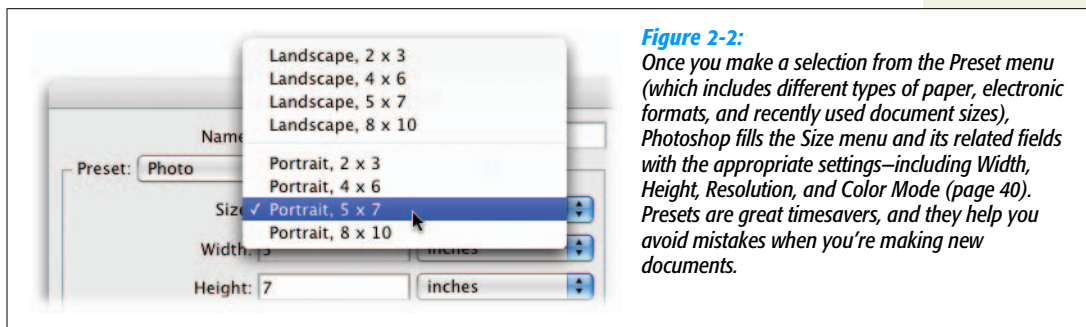 Landscape, 2 x 3
Landscape, 4 x 6
Landscape, 5 x 7
Landscape, 8 x 10
Name
Portrait, 2 x 3
Preset: Photo
Portrait, 4 x 6
Size ✓ Portrait, 5 x 7
Portrait, 8 x 10
Width: inches
Height: 7 inches
Figure 2-2:
Once you make a selection from the Preset menu
(which includes different types of paper, electronic
formats, and recently used document sizes),
Photoshop fills the Size menu and its related fields
with the appropriate settings—including Width,
Height, Resolution, and Color Mode (page 40).
Presets are great timesavers, and they help you
avoid mistakes when you're making new
documents.